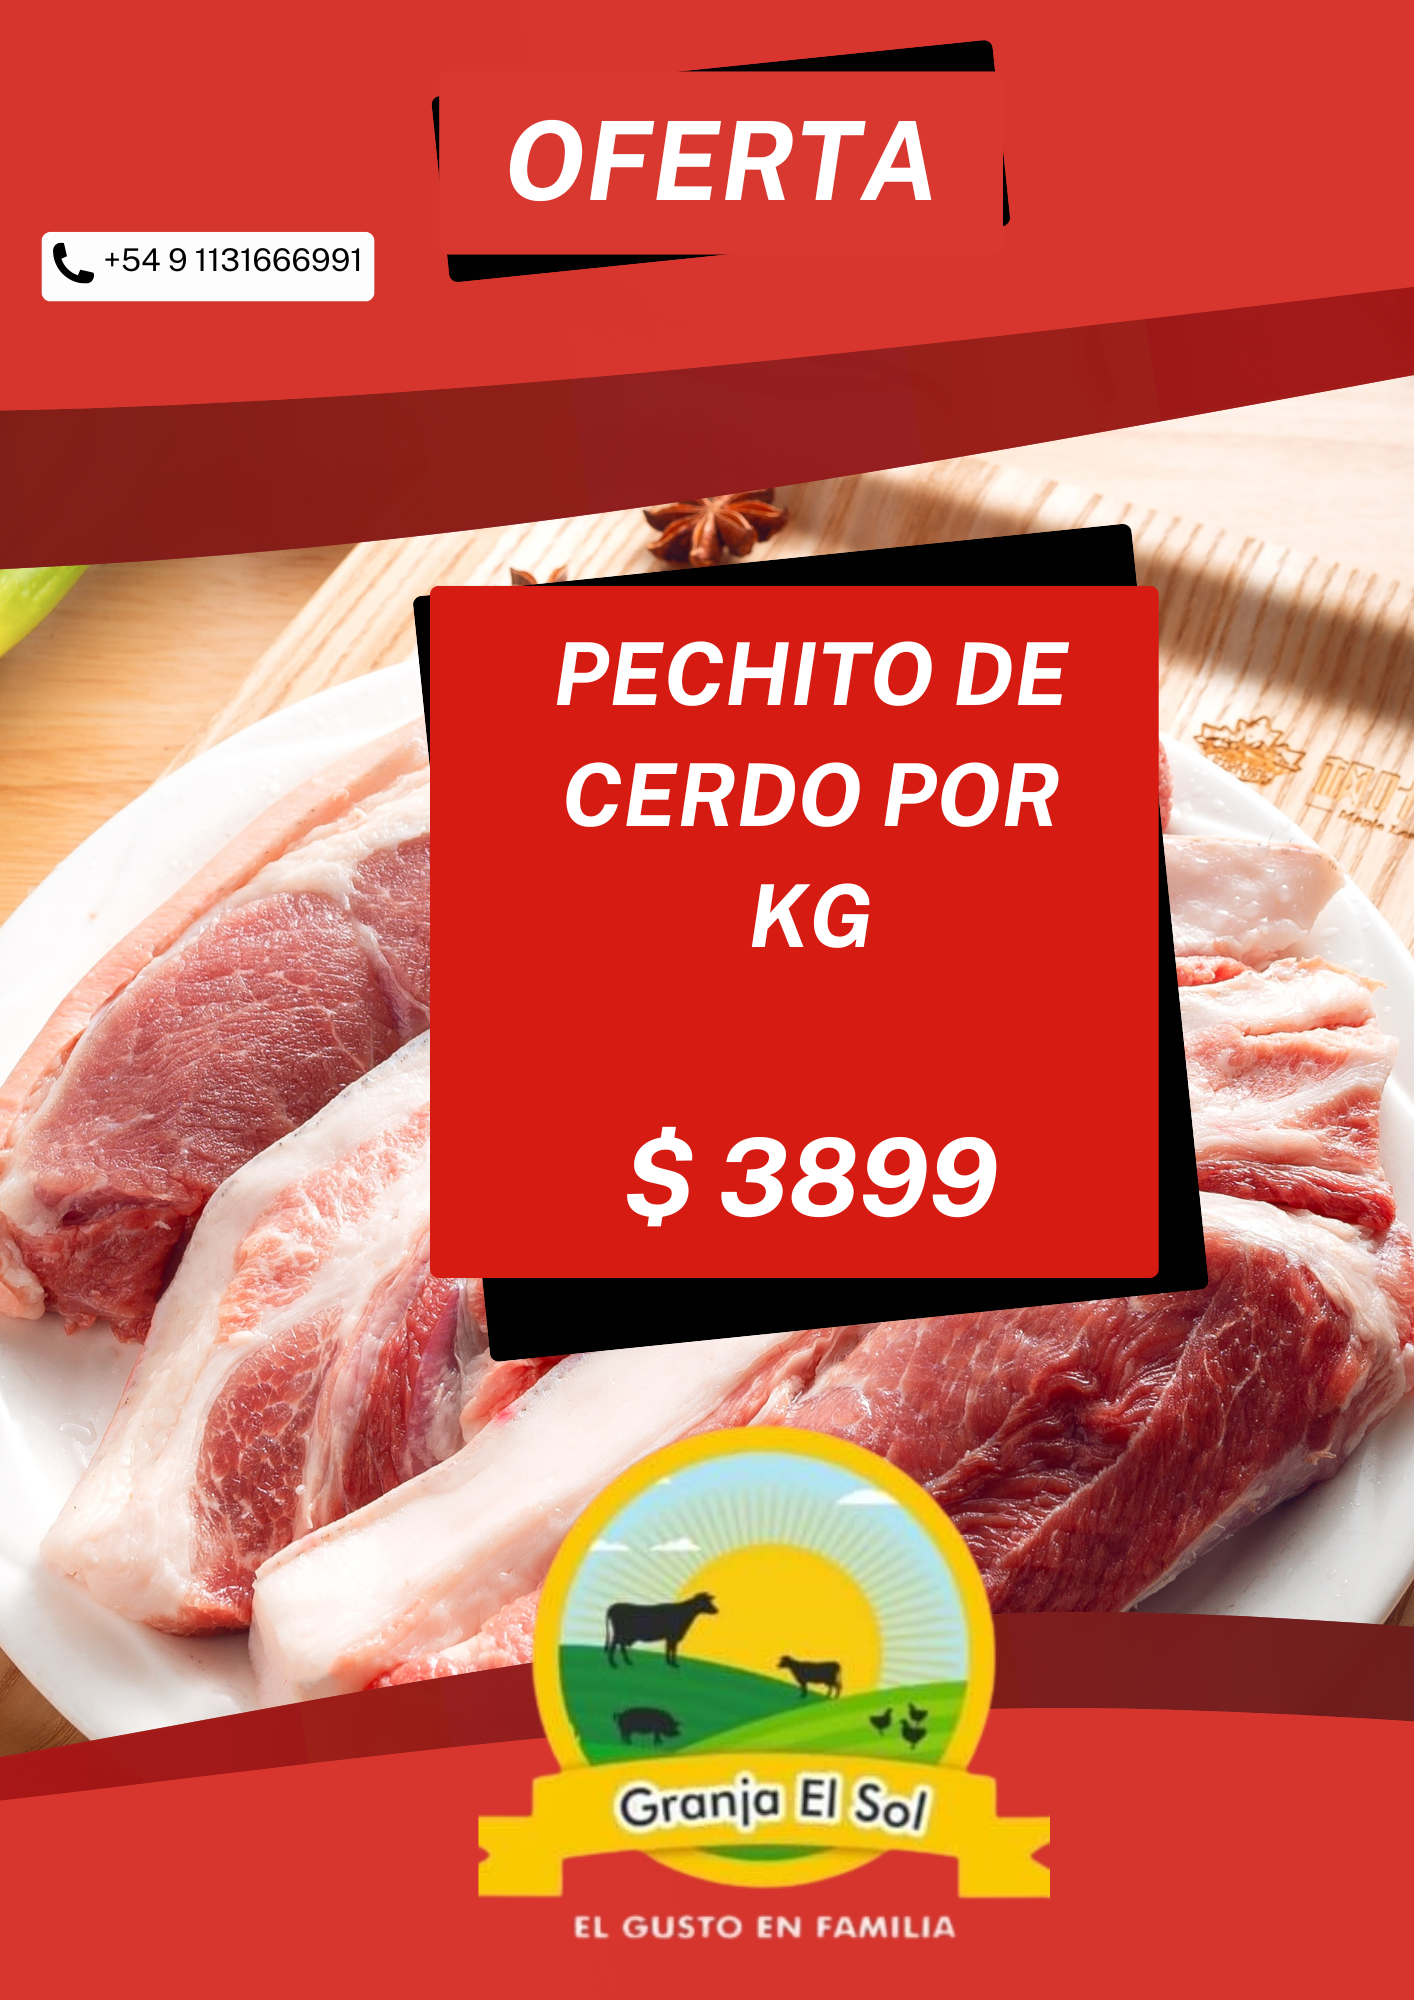 OFERTA
+54 9 1131666991
PECHITO DE
CERDO POR
KG
$ 3899
Granja El Sol
EL GUSTO EN FAMILIA